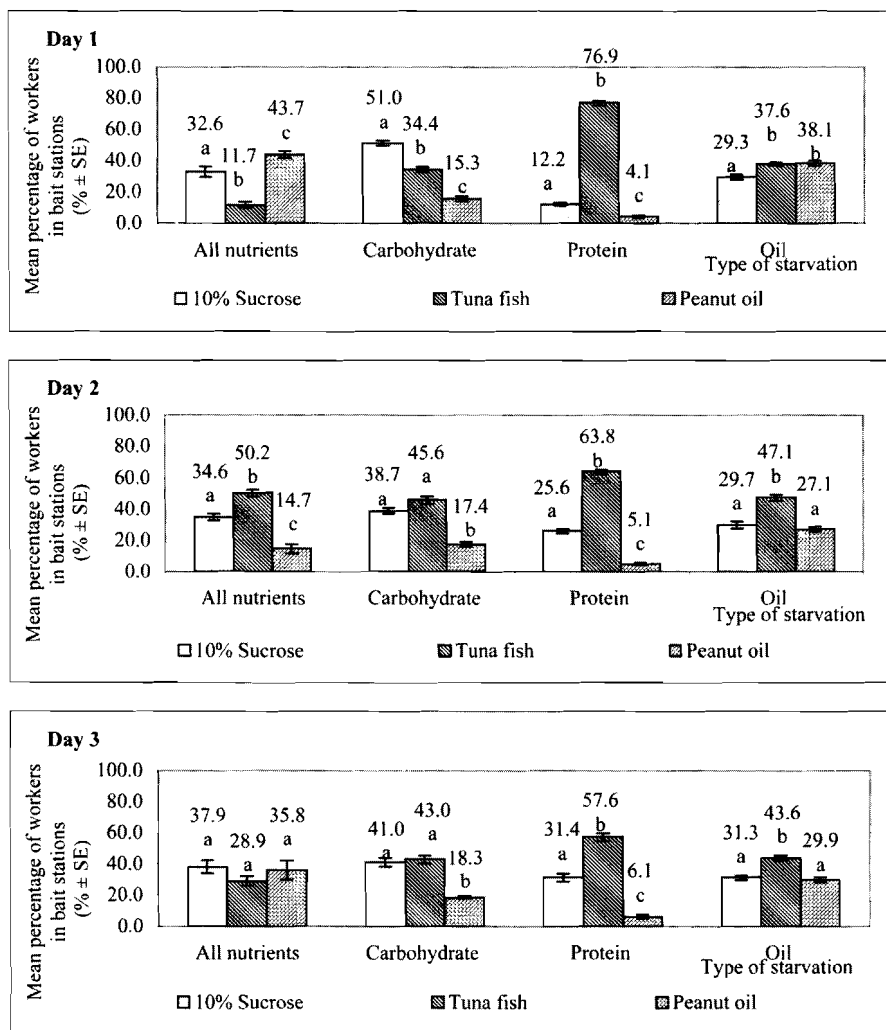 Day 1
Mean percentage of workers
in bait stations
(% ± SE)
100.0
80.0
60.0
40.0
20.0
0.0
32.6
a
11.7
b
43.7
c
51.0
a
34.4
b
15.3
c
12.2
a
76.9
b
4.1
c
29.3
a
37.6
b
38.1
b
All nutrients
Carbohydrate
Protein
Oil
Type of starvation
10% Sucrose
Tuna fish
Peanut oil
Day 2
Mean percentage of workers
in bait stations
(% ± SE)
100.0
80.0
60.0
40.0
20.0
0.0
34.6
a
50.2
b
14.7
c
38.7
a
45.6
a
17.4
b
25.6
a
63.8
b
5.1
c
29.7
a
47.1
b
27.1
a
All nutrients
Carbohydrate
Protein
Oil
Type of starvation
10% Sucrose
Tuna fish
Peanut oil
Day 3
Mean percentage of workers
in bait stations
(% ± SE)
100.0
80.0
60.0
40.0
20.0
0.0
37.9
a
28.9
a
35.8
a
41.0
a
43.0
a
18.3
b
31.4
a
57.6
b
6.1
c
31.3
a
43.6
b
29.9
a
All nutrients
Carbohydrate
Protein
Oil
Type of starvation
10% Sucrose
Tuna fish
Peanut oil